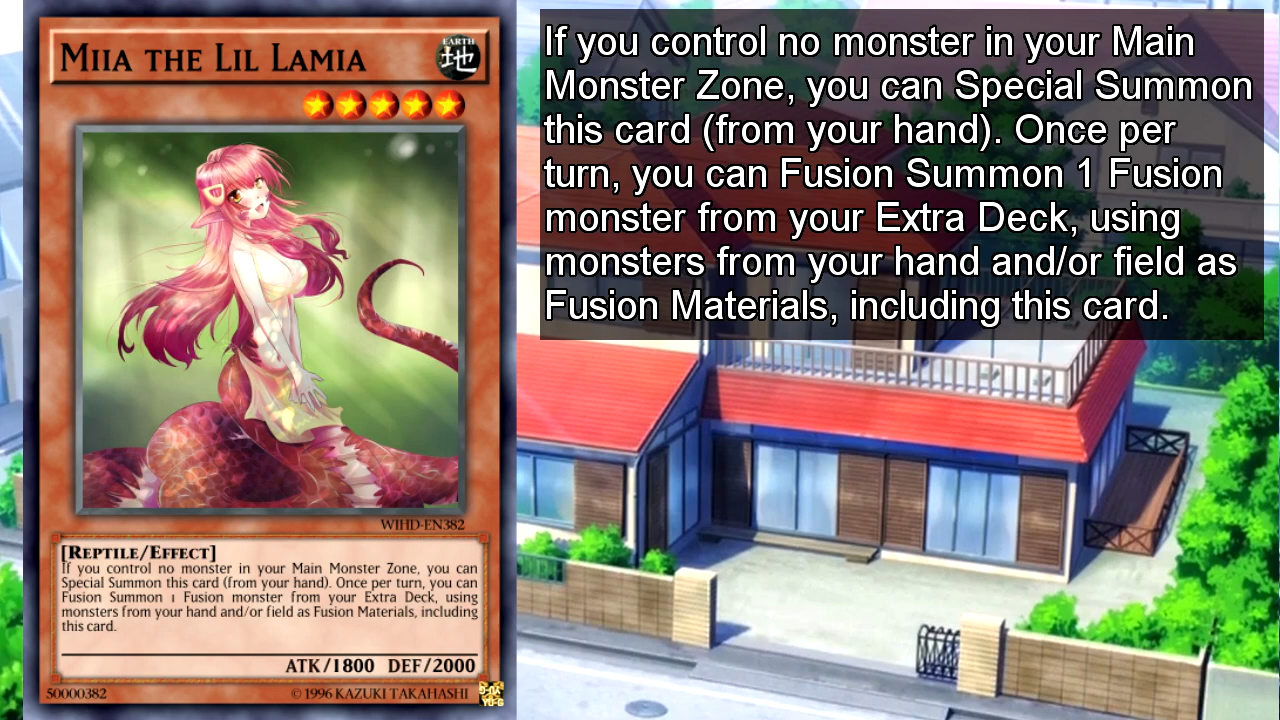 MIIA THE LIL LAMIA
EARTH
地
WIHD-EN382
[REPTILE/EFFECT]
If you control no monster in your Main Monster Zone, you can
Special Summon this card (from your hand). Once per turn, you can
Fusion Summon 1 Fusion monster from your Extra Deck, using
monsters from your hand and/or field as Fusion Materials, including
this card.
ATK/1800 DEF/2000
50000382
© 1996 KAZUKI TAKAHASHI
If you control no monster in your Main
Monster Zone, you can Special Summon
this card (from your hand). Once per
turn, you can Fusion Summon 1 Fusion
monster from your Extra Deck, using
monsters from your hand and/or field as
Fusion Materials, including this card.